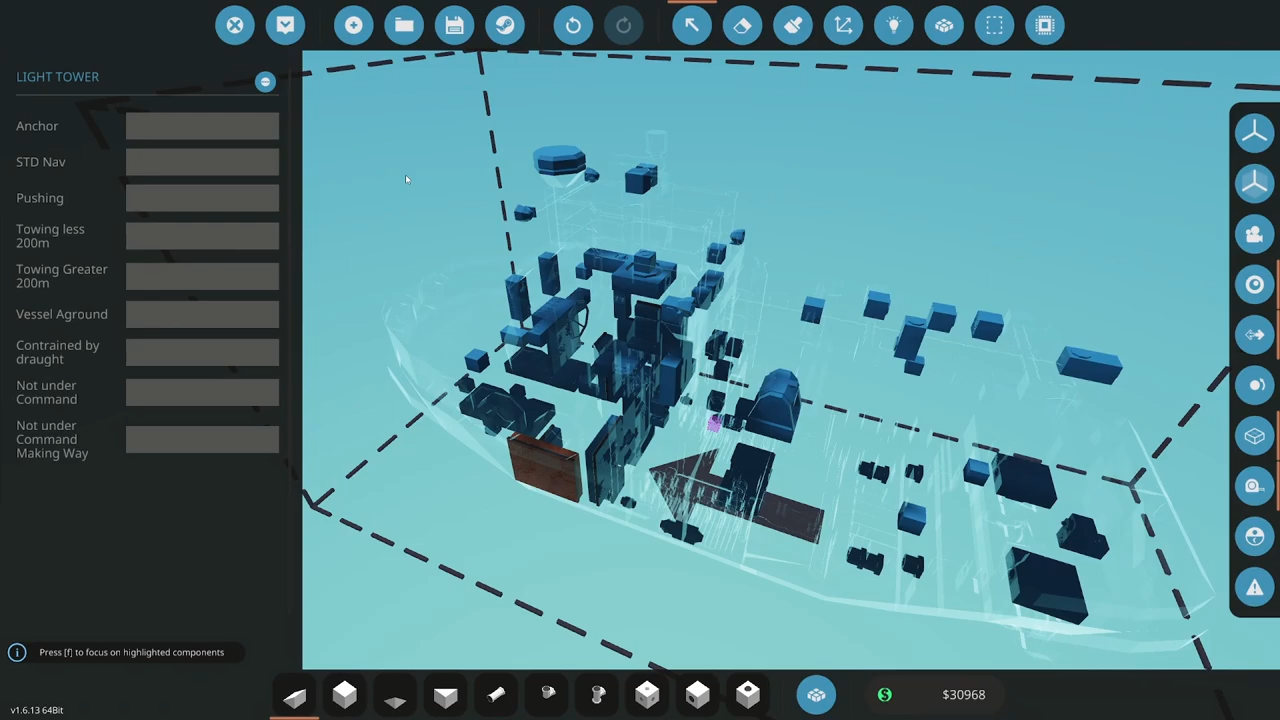 LIGHT TOWER
Anchor
STD Nav
Pushing
Towing less
200m
Towing Greater
200m
Vessel Aground
Contrained by
draught
Not under
Command
Not under
Command
Making Way
Press [f] to focus on highlighted components
$30968
v1.6.13 64Bit